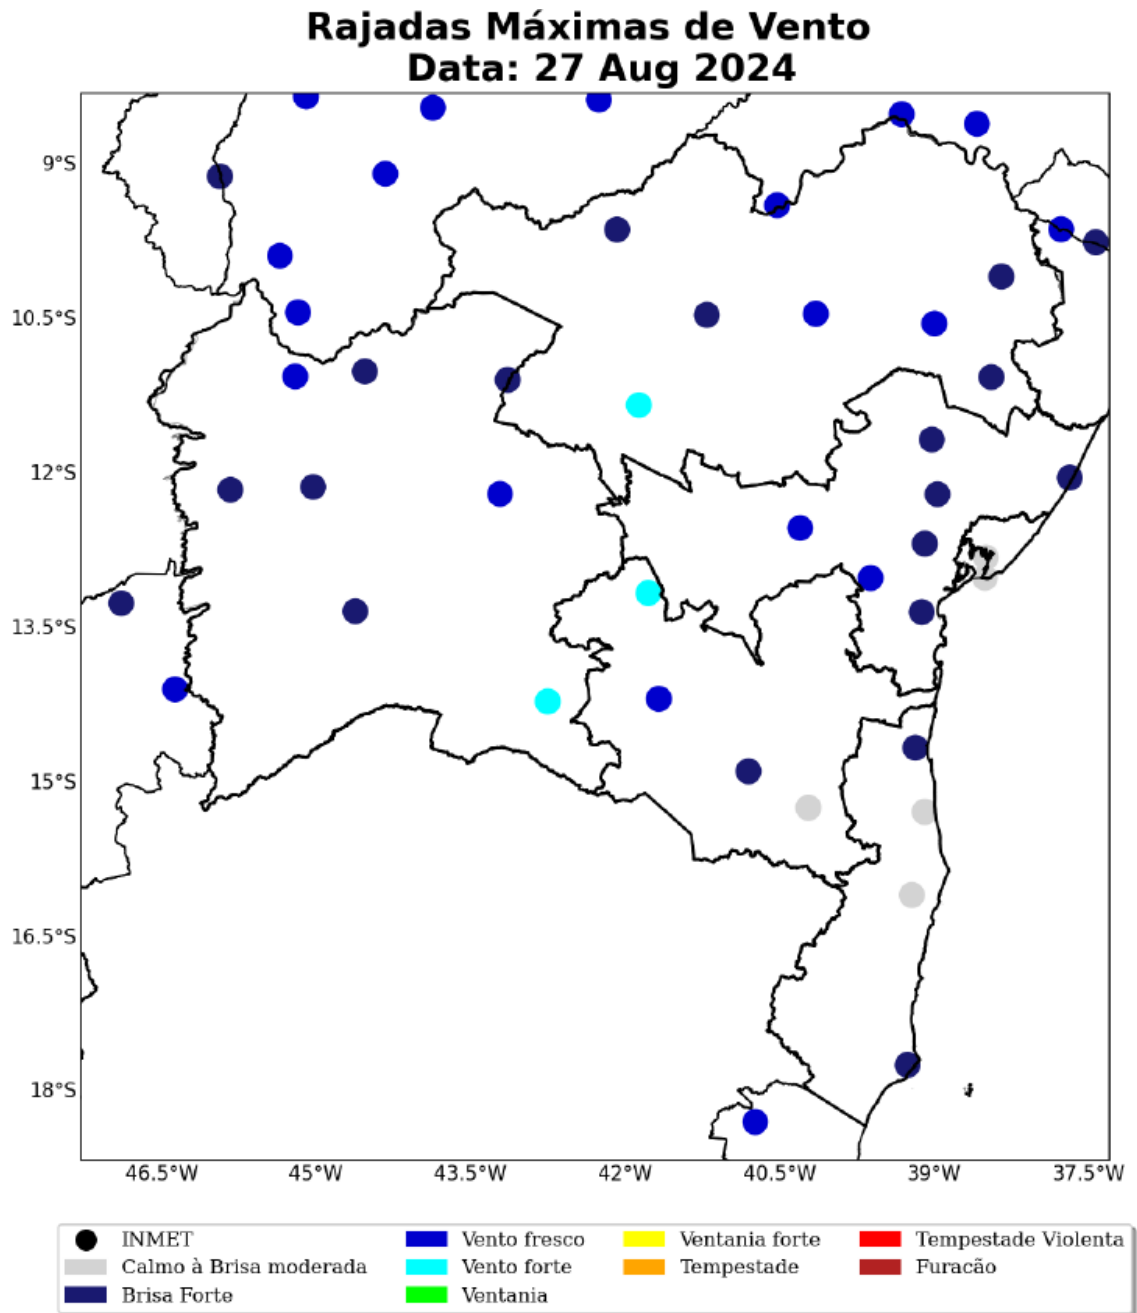 Rajadas Máximas de Vento
Data: 27 Aug 2024
9°S
10.5°S
12°S
13.5°S
15°S
16.5°S
18°S
46.5°W 45°W 43.5°W 42°W 40.5°W 39°W 37.5°W
INMET
Calmo à Brisa moderada
Brisa Forte
Vento fresco
Vento forte
Ventania
Ventania forte
Tempestade
Tempestade Violenta
Furacão